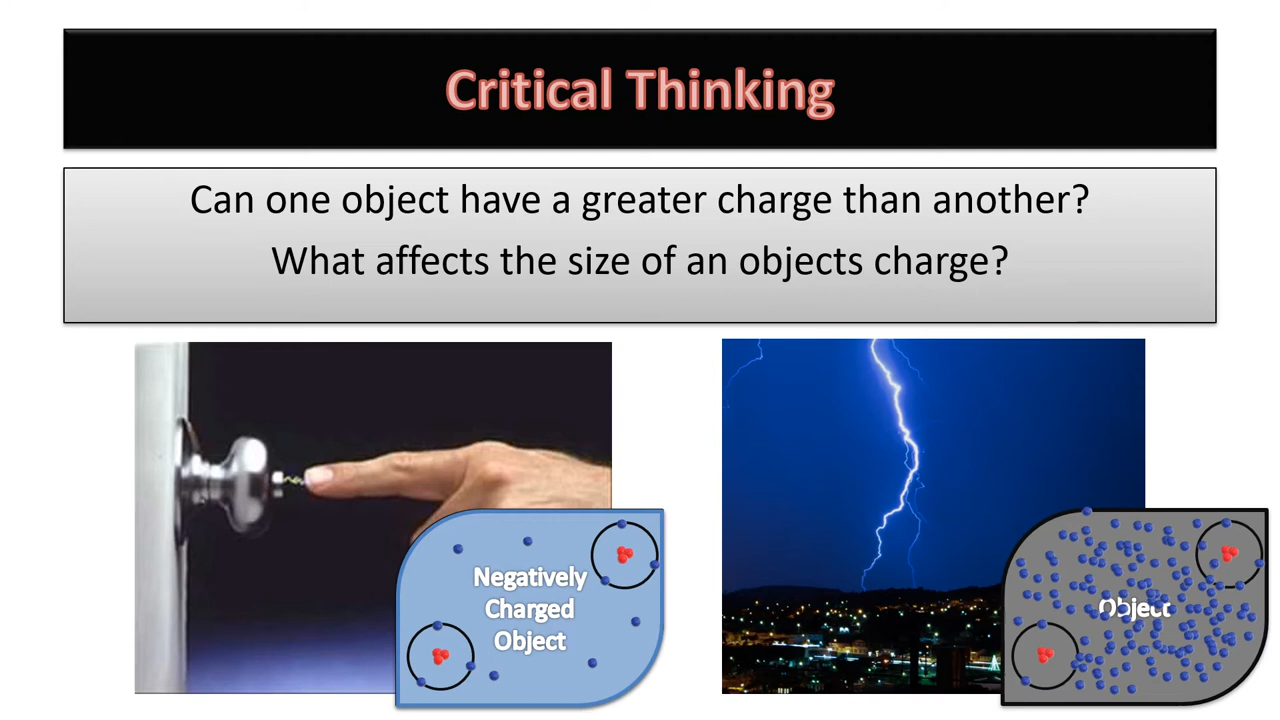 Critical Thinking
Can one object have a greater charge than another?
What affects the size of an objects charge?
Negatively
Charged
Object
Object